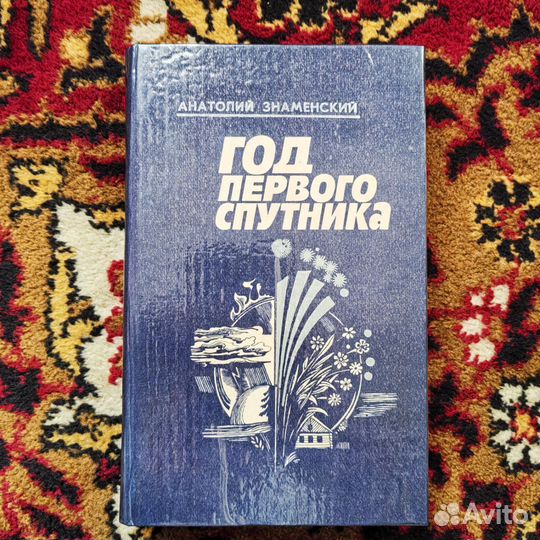 АНАТОЛИЙ ЗНАМЕНСКИЙ
ГОД
ПЕРВОГО
СПУТНИКа
Avito